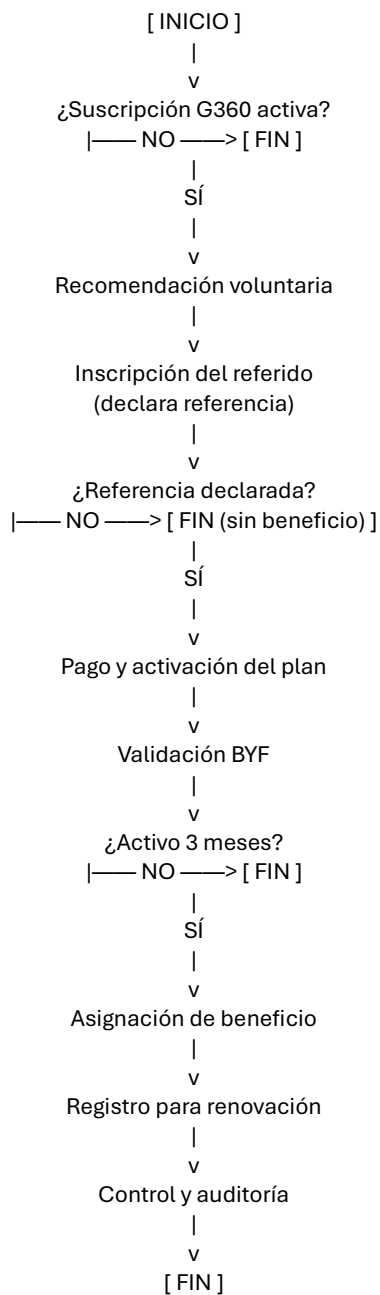 [ INICIO ]
|
v
¿Suscripción G360 activa?
|—— NO ——> [ FIN ]
|
SÍ
|
v
Recomendación voluntaria
|
v
Inscripción del referido
(declara referencia)
|
v
¿Referencia declarada?
|—— NO ——> [ FIN (sin beneficio) ]
|
SÍ
|
v
Pago y activación del plan
|
v
Validación BYF
|
v
¿Activo 3 meses?
|—— NO ——> [ FIN ]
|
SÍ
|
v
Asignación de beneficio
|
v
Registro para renovación
|
v
Control y auditoría
|
v
[ FIN ]